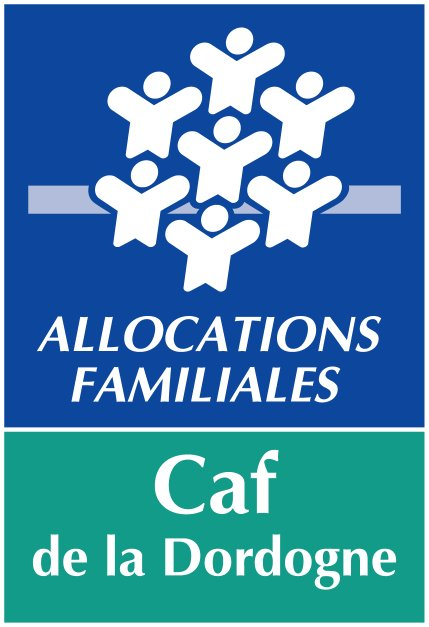 ALLOCATIONS
FAMILIALES
Caf
de la Dordogne